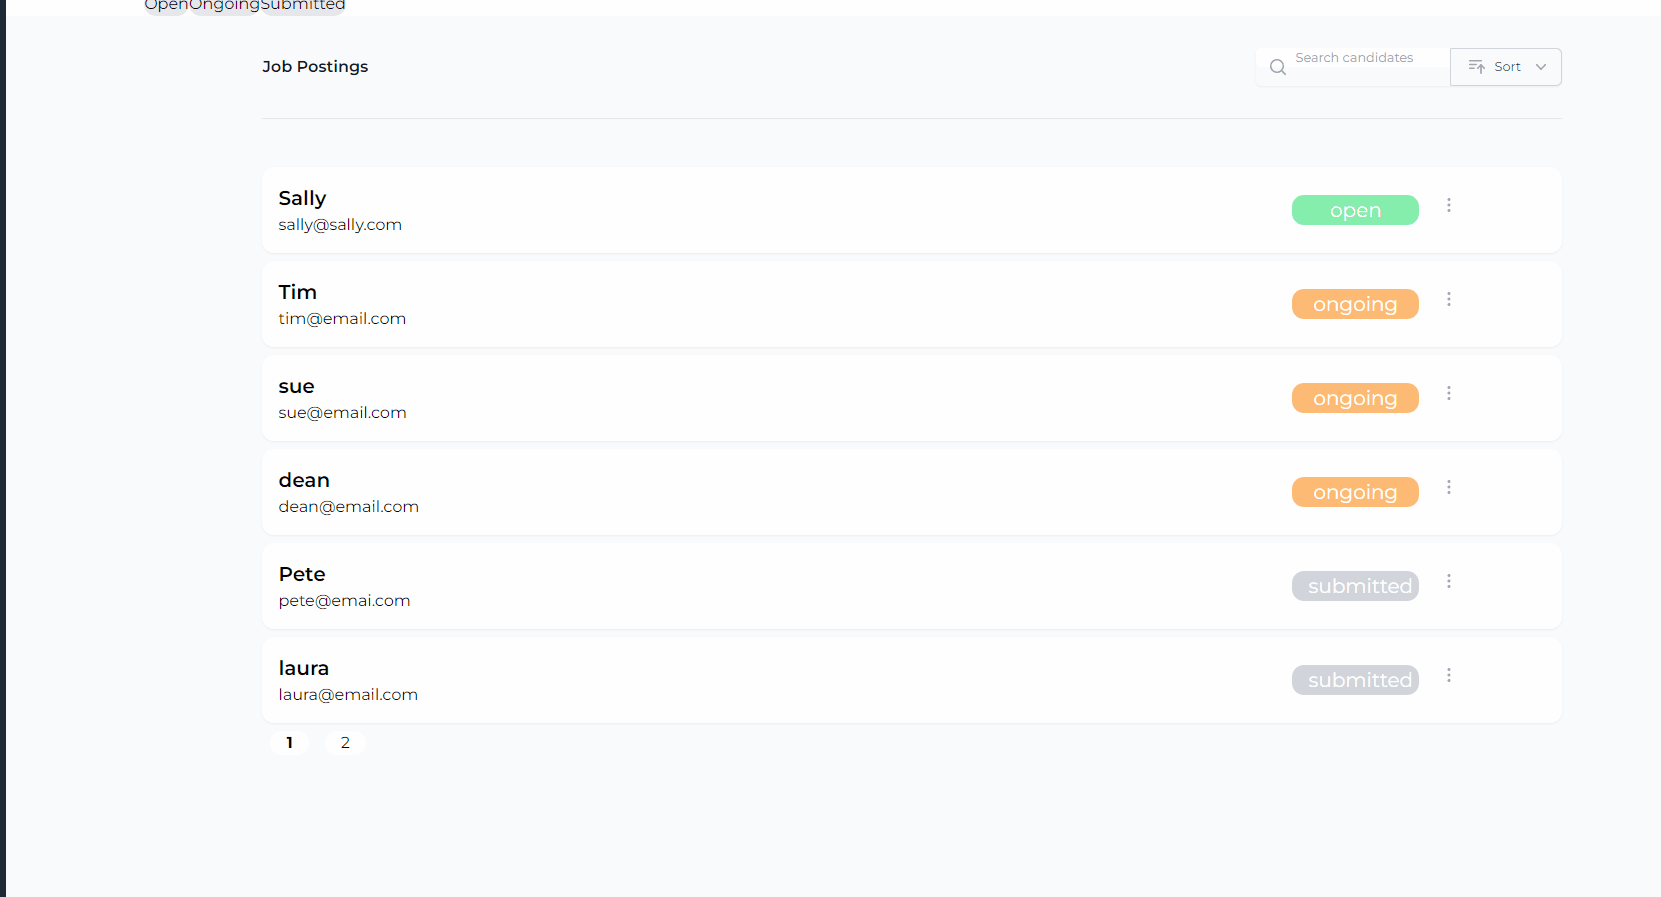 OpenOngoingSubmitted
Job Postings
Search candidates
Sort
Sally
sally@sally.com
open
Tim
tim@email.com
ongoing
sue
sue@email.com
ongoing
dean
dean@email.com
ongoing
Pete
pete@emai.com
submitted
laura
laura@email.com
submitted
1 2